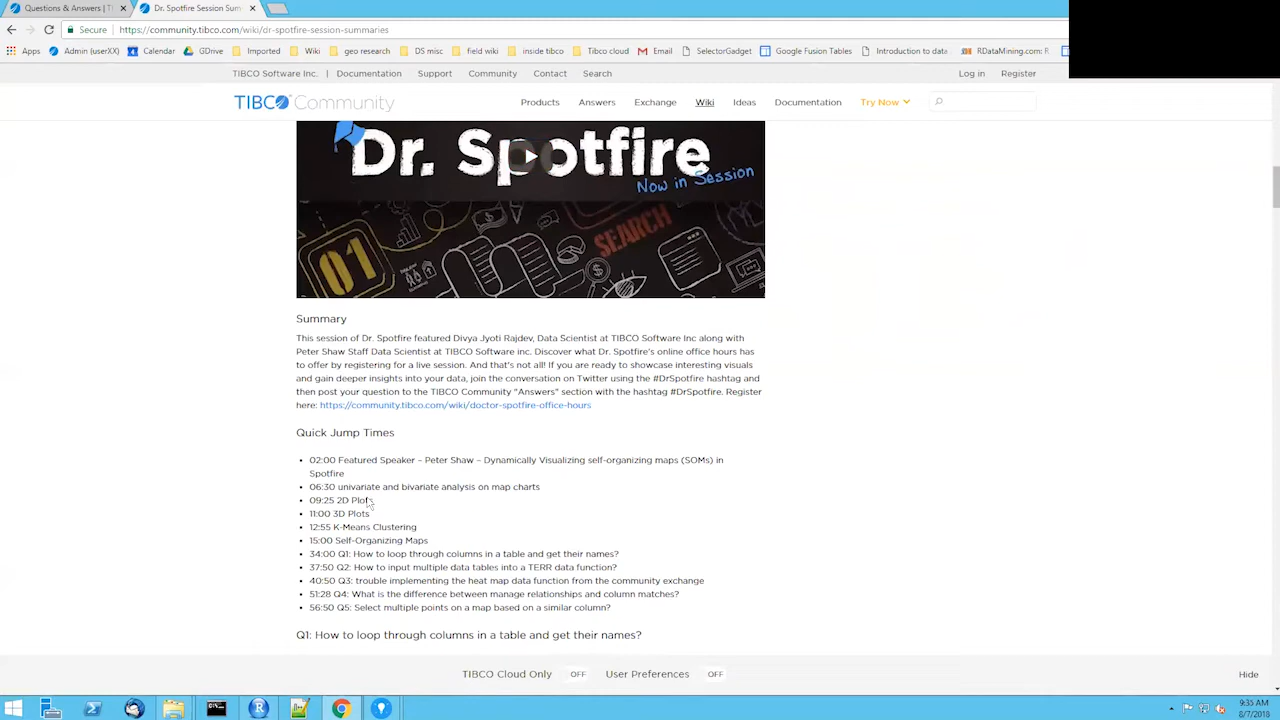 Questions & Answers | TI
Dr. Spotfire Session Sum
Secure
https://community.tibco.com/wiki/dr-spotfire-session-summaries
Apps
Admin (userXX)
Calendar
GDrive
Imported
Wiki
geo research
DS misc
field wiki
inside tibco
Tibco cloud
Email
SelectorGadget
Google Fusion Tables
Introduction to data
RDataMining.com: R
TIBCO Software Inc. | Documentation Support Community Contact Search
Log in Register
TIBCO Community
Products Answers Exchange Wiki Ideas Documentation Try Now
Dr. Spotfire
Now in Session
01
SEARCH
Summary
This session of Dr. Spotfire featured Divya Jyoti Rajdev, Data Scientist at TIBCO Software Inc along with
Peter Shaw Staff Data Scientist at TIBCO Software inc. Discover what Dr. Spotfire's online office hours has
to offer by registering for a live session. And that's not all! If you are ready to showcase interesting visuals
and gain deeper insights into your data, join the conversation on Twitter using the #DrSpotfire hashtag and
then post your question to the TIBCO Community "Answers" section with the hashtag #DrSpotfire. Register
here: https://community.tibco.com/wiki/doctor-spotfire-office-hours
Quick Jump Times
• 02:00 Featured Speaker – Peter Shaw – Dynamically Visualizing self-organizing maps (SOMs) in
Spotfire
• 06:30 univariate and bivariate analysis on map charts
• 09:25 2D Plots
• 11:00 3D Plots
• 12:55 K-Means Clustering
• 15:00 Self-Organizing Maps
• 34:00 Q1: How to loop through columns in a table and get their names?
• 37:50 Q2: How to input multiple data tables into a TERR data function?
• 40:50 Q3: trouble implementing the heat map data function from the community exchange
• 51:28 Q4: What is the difference between manage relationships and column matches?
• 56:50 Q5: Select multiple points on a map based on a similar column?
Q1: How to loop through columns in a table and get their names?
TIBCO Cloud Only OFF User Preferences OFF
Hide
9:35 AM
8/7/2018